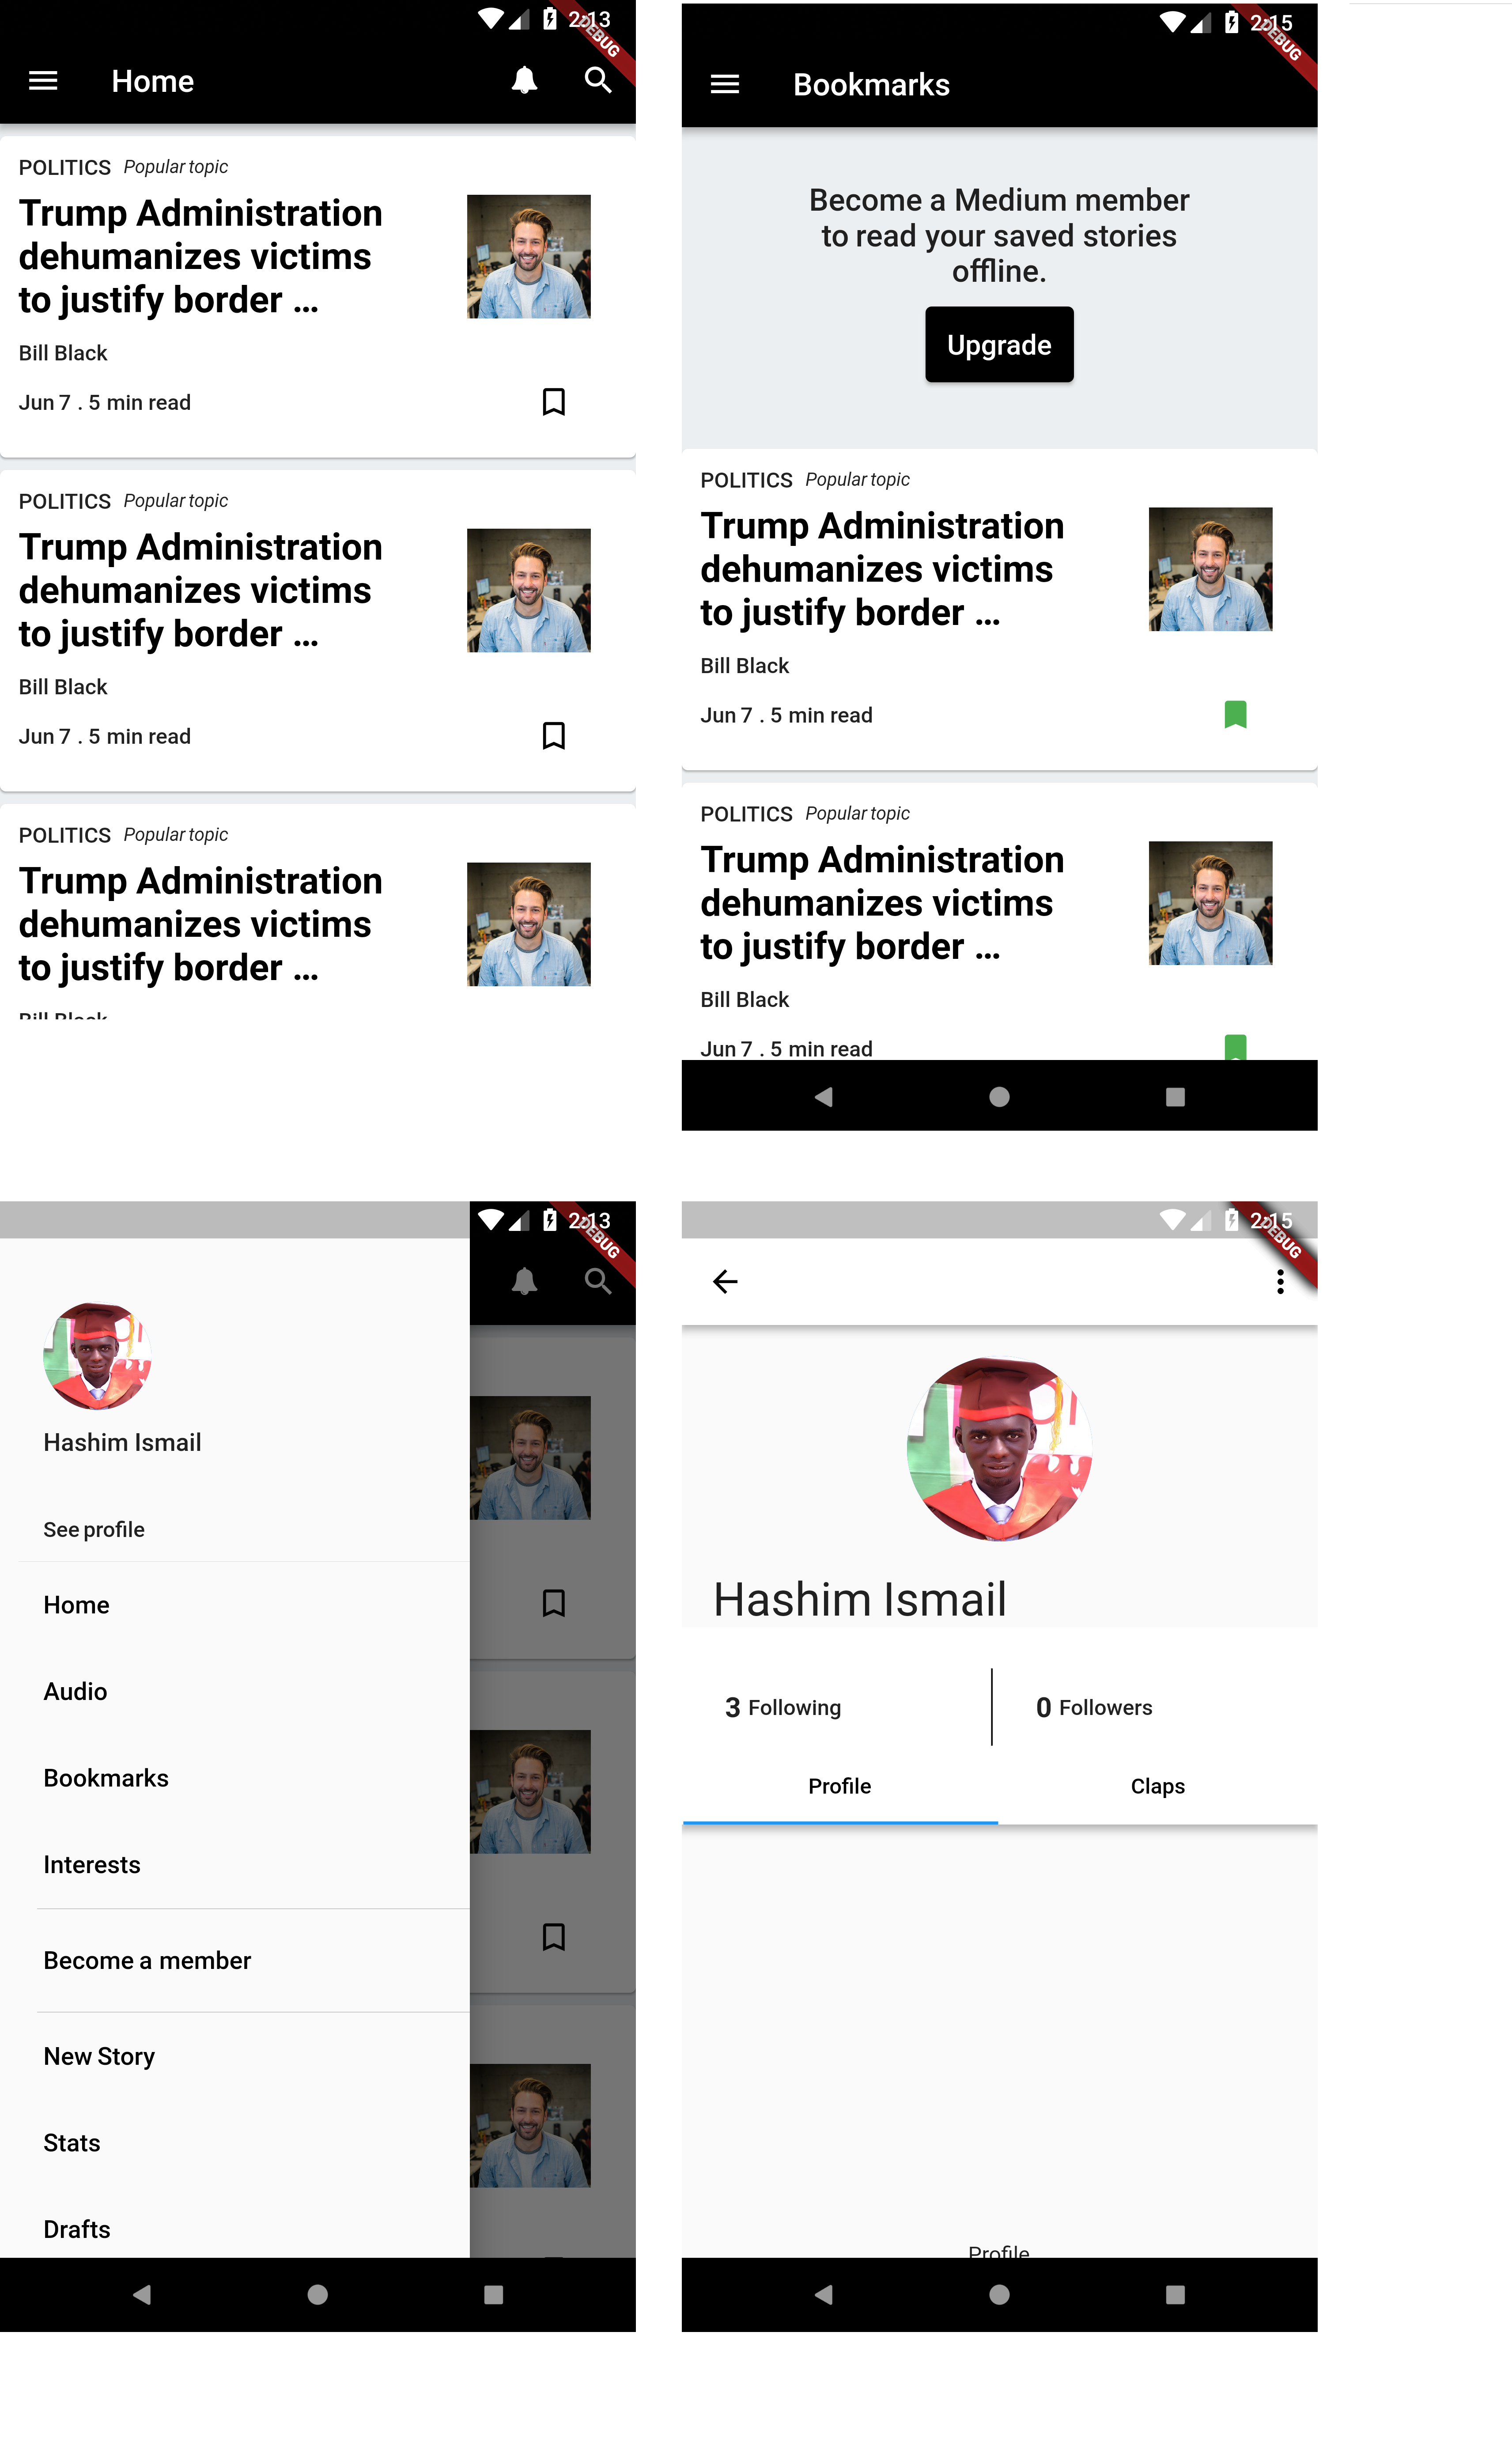 2:13
DEBUG
Home
POLITICS Popular topic
Trump Administration
dehumanizes victims
to justify border ...
Bill Black
Jun 7 . 5 min read
POLITICS Popular topic
Trump Administration
dehumanizes victims
to justify border ...
Bill Black
Jun 7 . 5 min read
POLITICS Popular topic
Trump Administration
dehumanizes victims
to justify border ...
Bill Black
2:15
DEBUG
Bookmarks
Become a Medium member
to read your saved stories
offline.
Upgrade
POLITICS Popular topic
Trump Administration
dehumanizes victims
to justify border ...
Bill Black
Jun 7 . 5 min read
POLITICS Popular topic
Trump Administration
dehumanizes victims
to justify border ...
Bill Black
Jun 7 . 5 min read
2:13
DEBUG
Hashim Ismail
See profile
Home
Audio
Bookmarks
Interests
Become a member
New Story
Stats
Drafts
2:15
DEBUG
Hashim Ismail
3 Following
0 Followers
Profile
Claps
Profile